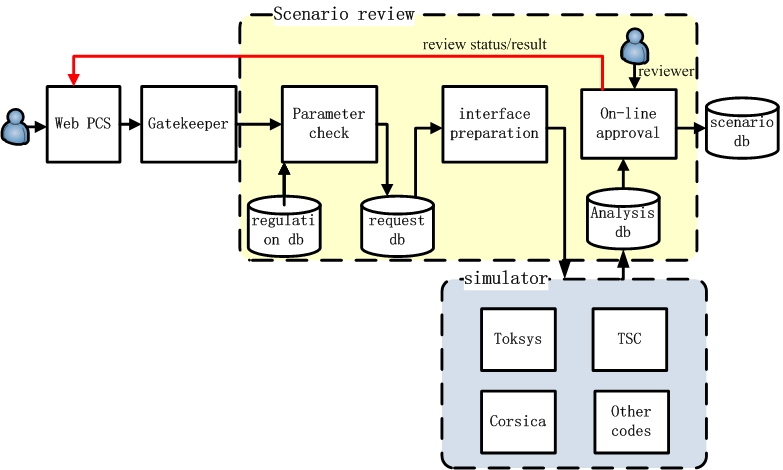 Scenario review
review status/result
reviewer
Web PCS
Gatekeeper
Parameter
check
interface
preparation
On-line
approval
scenario
db
regulati
on db
request
db
Analysis
db
simulator
Toksys
TSC
Corsica
Other
codes